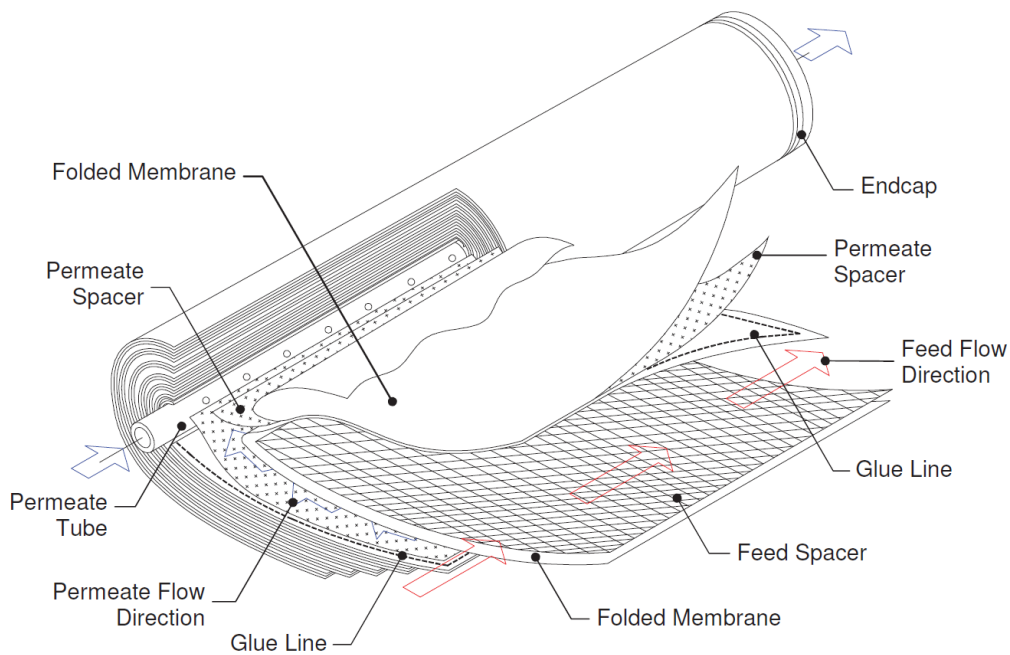 Folded Membrane
Endcap
Permeate
Spacer
Permeate
Spacer
Feed Flow
Direction
Glue Line
Permeate
Tube
Feed Spacer
Permeate Flow
Direction
Folded Membrane
Glue Line